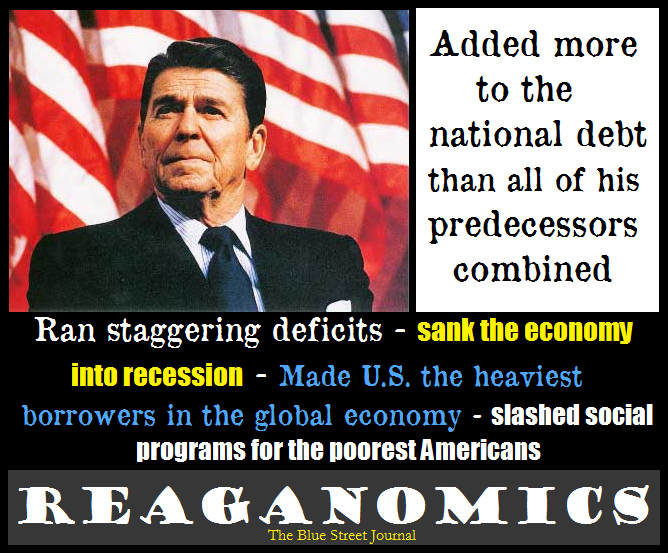 Added more
to the
national debt
than all of his
predecessors
combined
Ran staggering deficits - sank the economy
into recession - Made U.S. the heaviest
borrowers in the global economy - slashed social
programs for the poorest Americans
REAGANOMICS
The Blue Street Journal